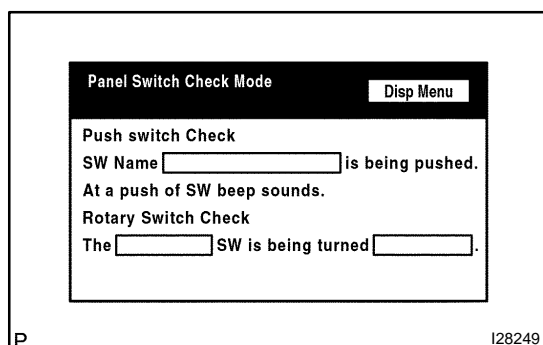 Panel Switch Check Mode
Disp Menu
Push switch Check
SW Name is being pushed.
At a push of SW beep sounds.
Rotary Switch Check
The SW is being turned .
P I28249